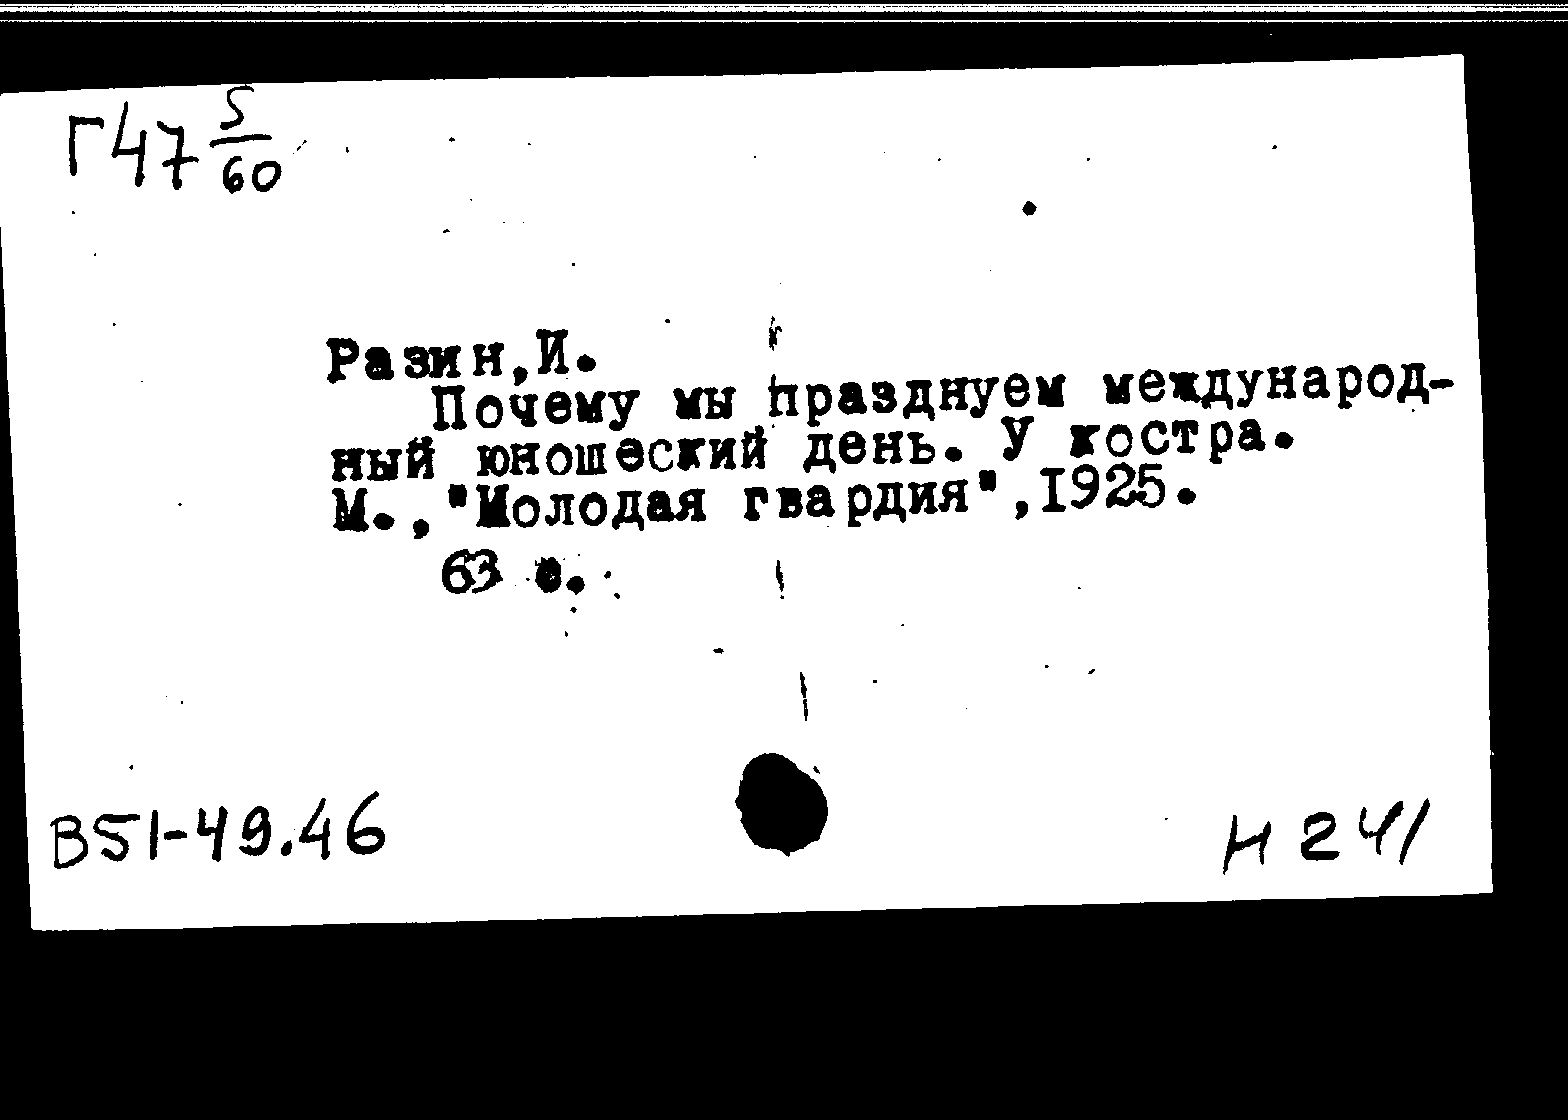 Г47 5/60
Разин,И.
Почему мы празднуем международ-
ный юношеский день. У костра.
М.,"Молодая гвардия",1925.
63 с.
В51-49.46
Н 241